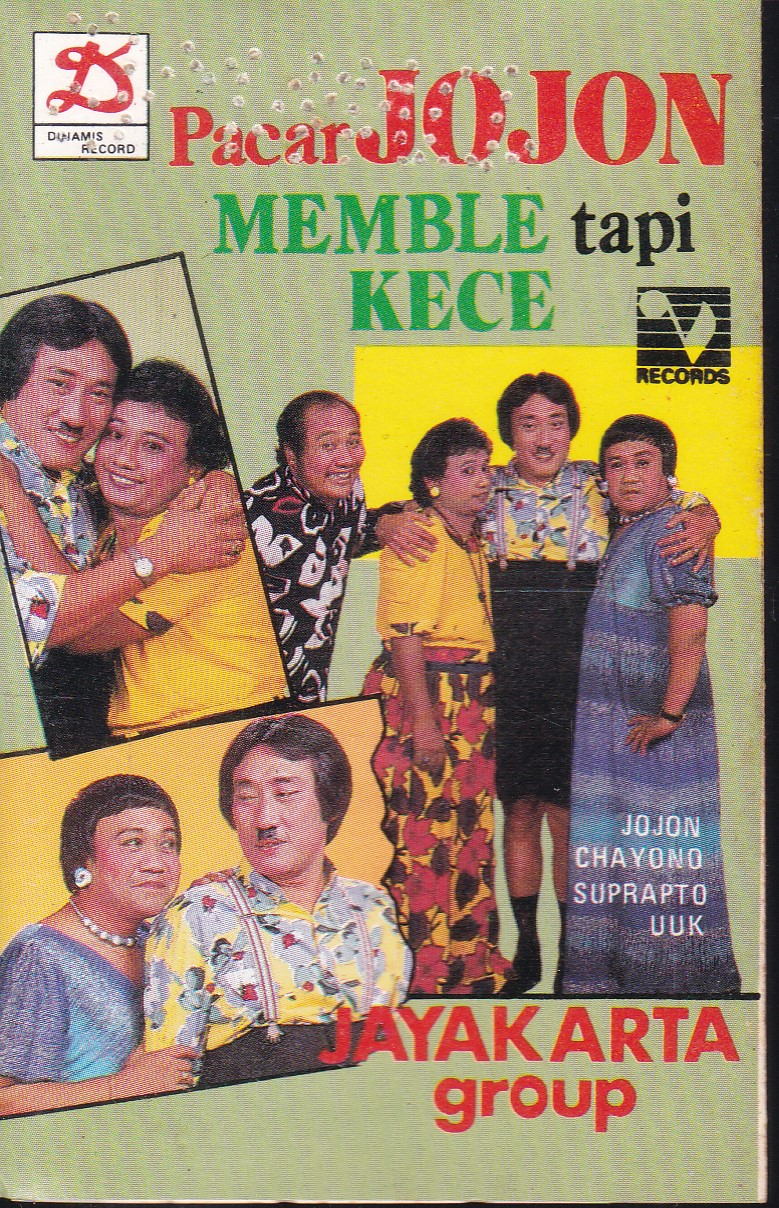 DINAMIS
RECORD
Pacar JOJON
MEMBLE tapi
KECE
V
RECORDS
JOJON
CHAYONO
SUPRAPTO
UUK
JAYAKARTA
group